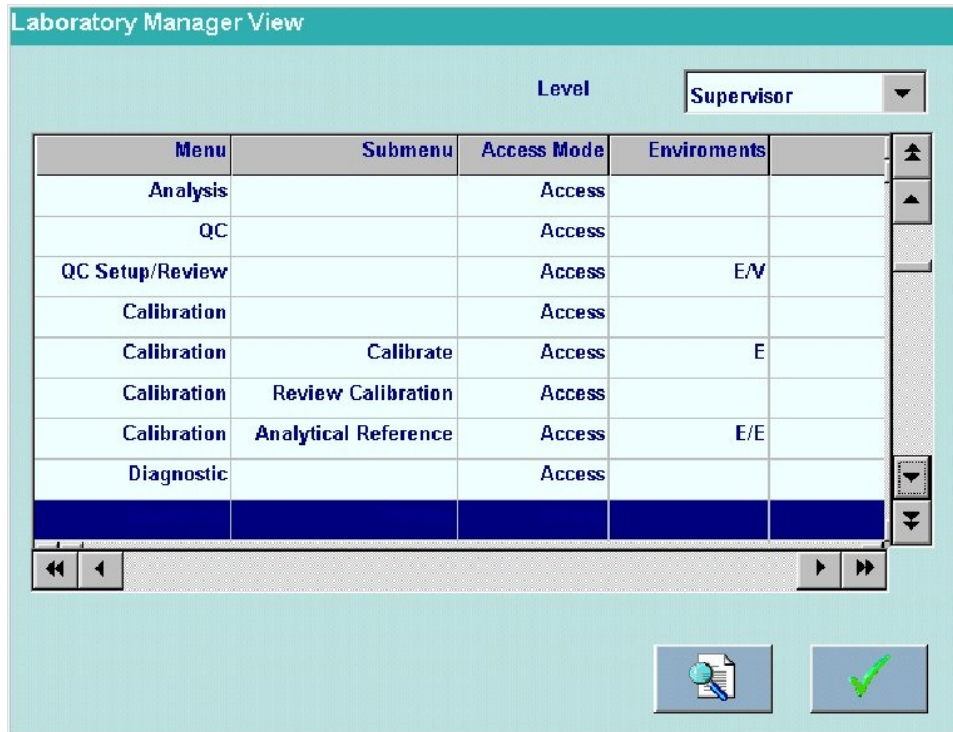 Laboratory Manager View
Level Supervisor
Menu Submenu Access Mode Enviroments
Analysis Access
QC Access
QC Setup/Review Access E/V
Calibration Access
Calibration Calibrate Access E
Calibration Review Calibration Access
Calibration Analytical Reference Access E/E
Diagnostic Access